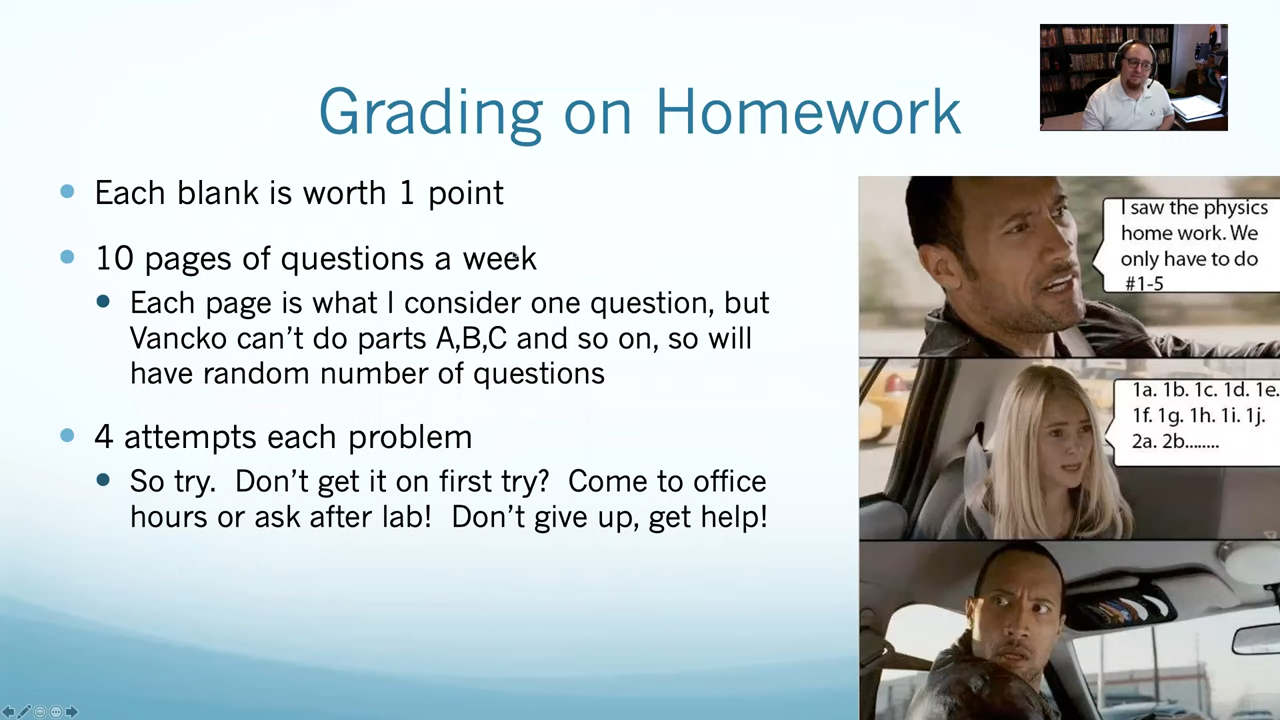 Grading on Homework
Each blank is worth 1 point
10 pages of questions a week
Each page is what I consider one question, but
Vancko can't do parts A,B,C and so on, so will
have random number of questions
4 attempts each problem
So try.  Don't get it on first try?  Come to office
hours or ask after lab!  Don't give up, get help!
I saw the physics
home work. We
only have to do
#1-5
1a. 1b. 1c. 1d. 1e.
1f. 1g. 1h. 1i. 1j.
2a. 2b........